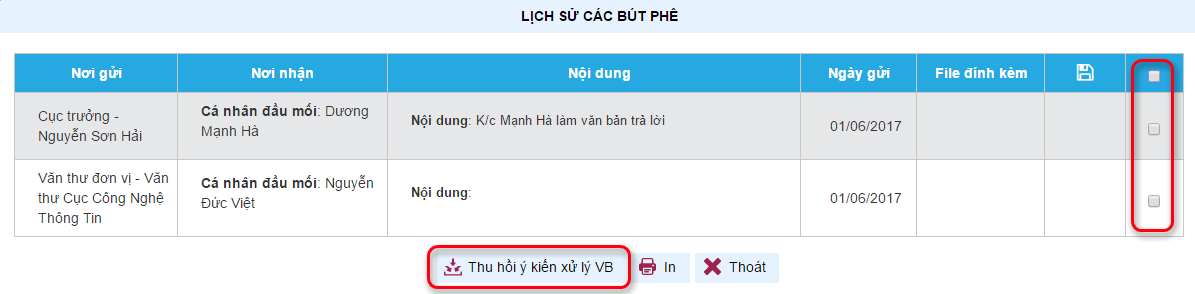 LỊCH SỬ CÁC BÚT PHÊ
Nơi gửi Nơi nhận Nội dung Ngày gửi File đính kèm
Cục trưởng -
Nguyễn Sơn Hải
Cá nhân đầu mối: Dương
Mạnh Hà
Nội dung: K/c Mạnh Hà làm văn bản trả lời
01/06/2017
Văn thư đơn vị - Văn
thư Cục Công Nghệ
Thông Tin
Cá nhân đầu mối: Nguyễn
Đức Việt
Nội dung:
01/06/2017
Thu hồi ý kiến xử lý VB In Thoát